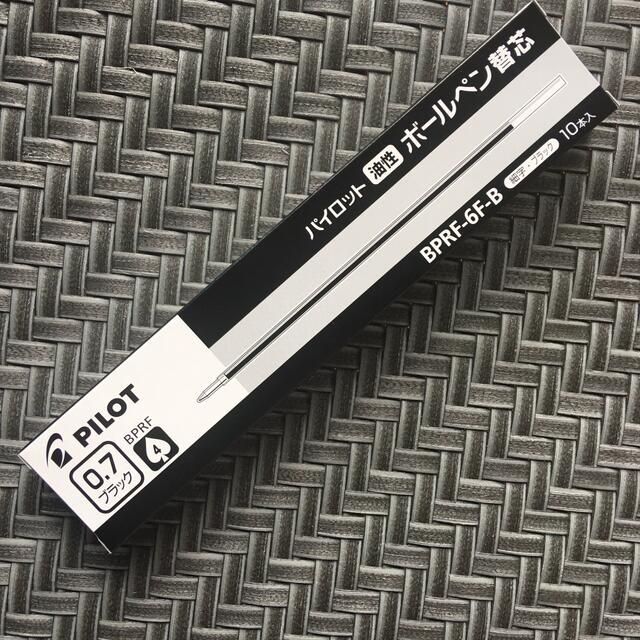 パイロット 油性 ボールペン替芯
BPRF-6F-B 細字・ブラック 10本入
PILOT
BPRF
0.7
ブラック
4